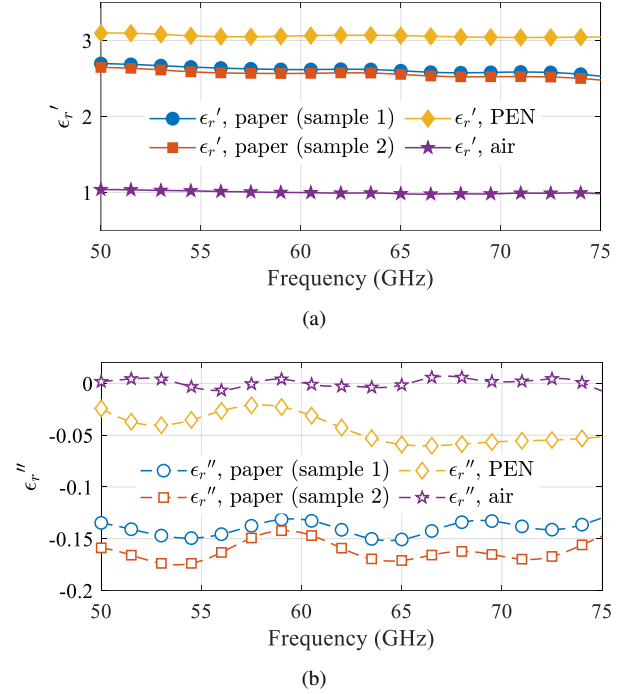 3
2
1
ϵr′
ϵr′, paper (sample 1) ϵr′, PEN
ϵr′, paper (sample 2) ϵr′, air
50 55 60 65 70 75
Frequency (GHz)
(a)
0
-0.05
-0.1
-0.15
-0.2
ϵr′′
ϵr′′, paper (sample 1) ϵr′′, PEN
ϵr′′, paper (sample 2) ϵr′′, air
50 55 60 65 70 75
Frequency (GHz)
(b)